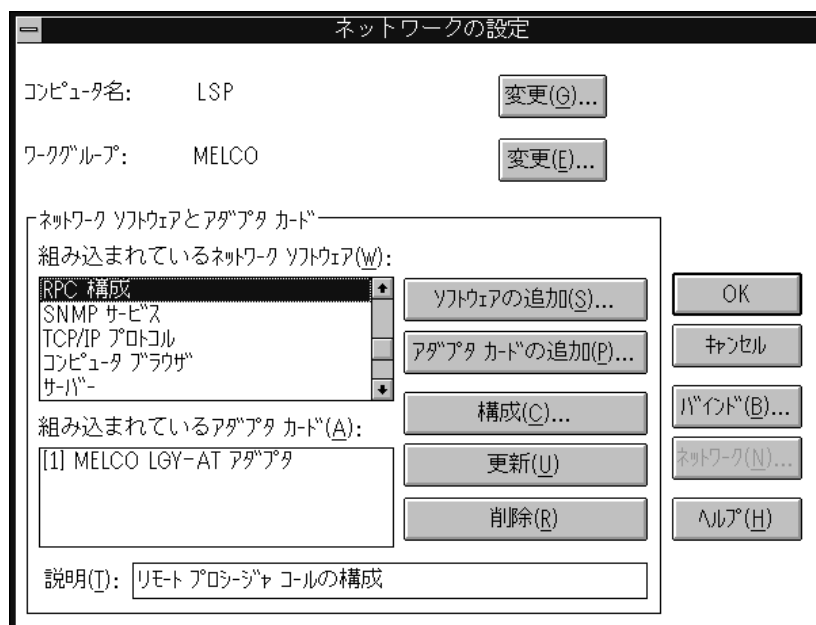 ネットワークの設定
ｺﾝﾋﾟｭｰﾀ名: LSP 変更(G)...
ﾜｰｸｸﾞﾙｰﾌﾟ: MELCO 変更(E)...
ﾈｯﾄﾜｰｸ ｿﾌﾄｳｪｱとｱﾀﾞﾌﾟﾀ ｶｰﾄﾞ
組み込まれているﾈｯﾄﾜｰｸ ｿﾌﾄｳｪｱ(W):
RPC 構成
SNMP ｻｰﾋﾞｽ
TCP/IP ﾌﾟﾛﾄｺﾙ
ｺﾝﾋﾟｭｰﾀ ﾌﾞﾗｳｻﾞ
ｻｰﾊﾞｰ
ｿﾌﾄｳｪｱの追加(S)...
ｱﾀﾞﾌﾟﾀ ｶｰﾄﾞの追加(P)...
構成(C)...
更新(U)
削除(R)
組み込まれているｱﾀﾞﾌﾟﾀ ｶｰﾄﾞ(A):
[1] MELCO LGY-AT ｱﾀﾞﾌﾟﾀ
説明(T): ﾘﾓｰﾄ ﾌﾟﾛｼｰｼﾞｬ ｺｰﾙの構成
OK
ｷｬﾝｾﾙ
ﾊﾞｲﾝﾄﾞ(B)...
ﾈｯﾄﾜｰｸ(N)...
ﾍﾙﾌﾟ(H)